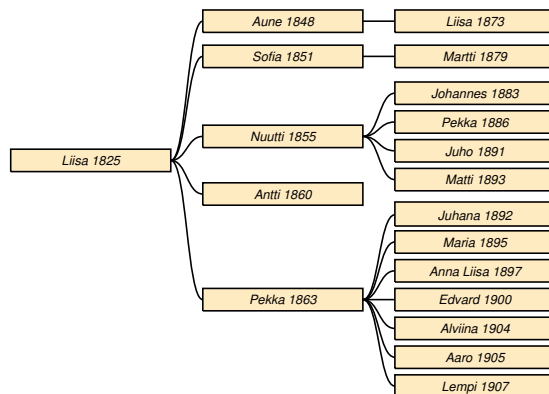 Liisa 1825
Aune 1848
Liisa 1873
Sofia 1851
Martti 1879
Nuutti 1855
Johannes 1883
Pekka 1886
Juho 1891
Matti 1893
Antti 1860
Pekka 1863
Juhana 1892
Maria 1895
Anna Liisa 1897
Edvard 1900
Alviina 1904
Aaro 1905
Lempi 1907